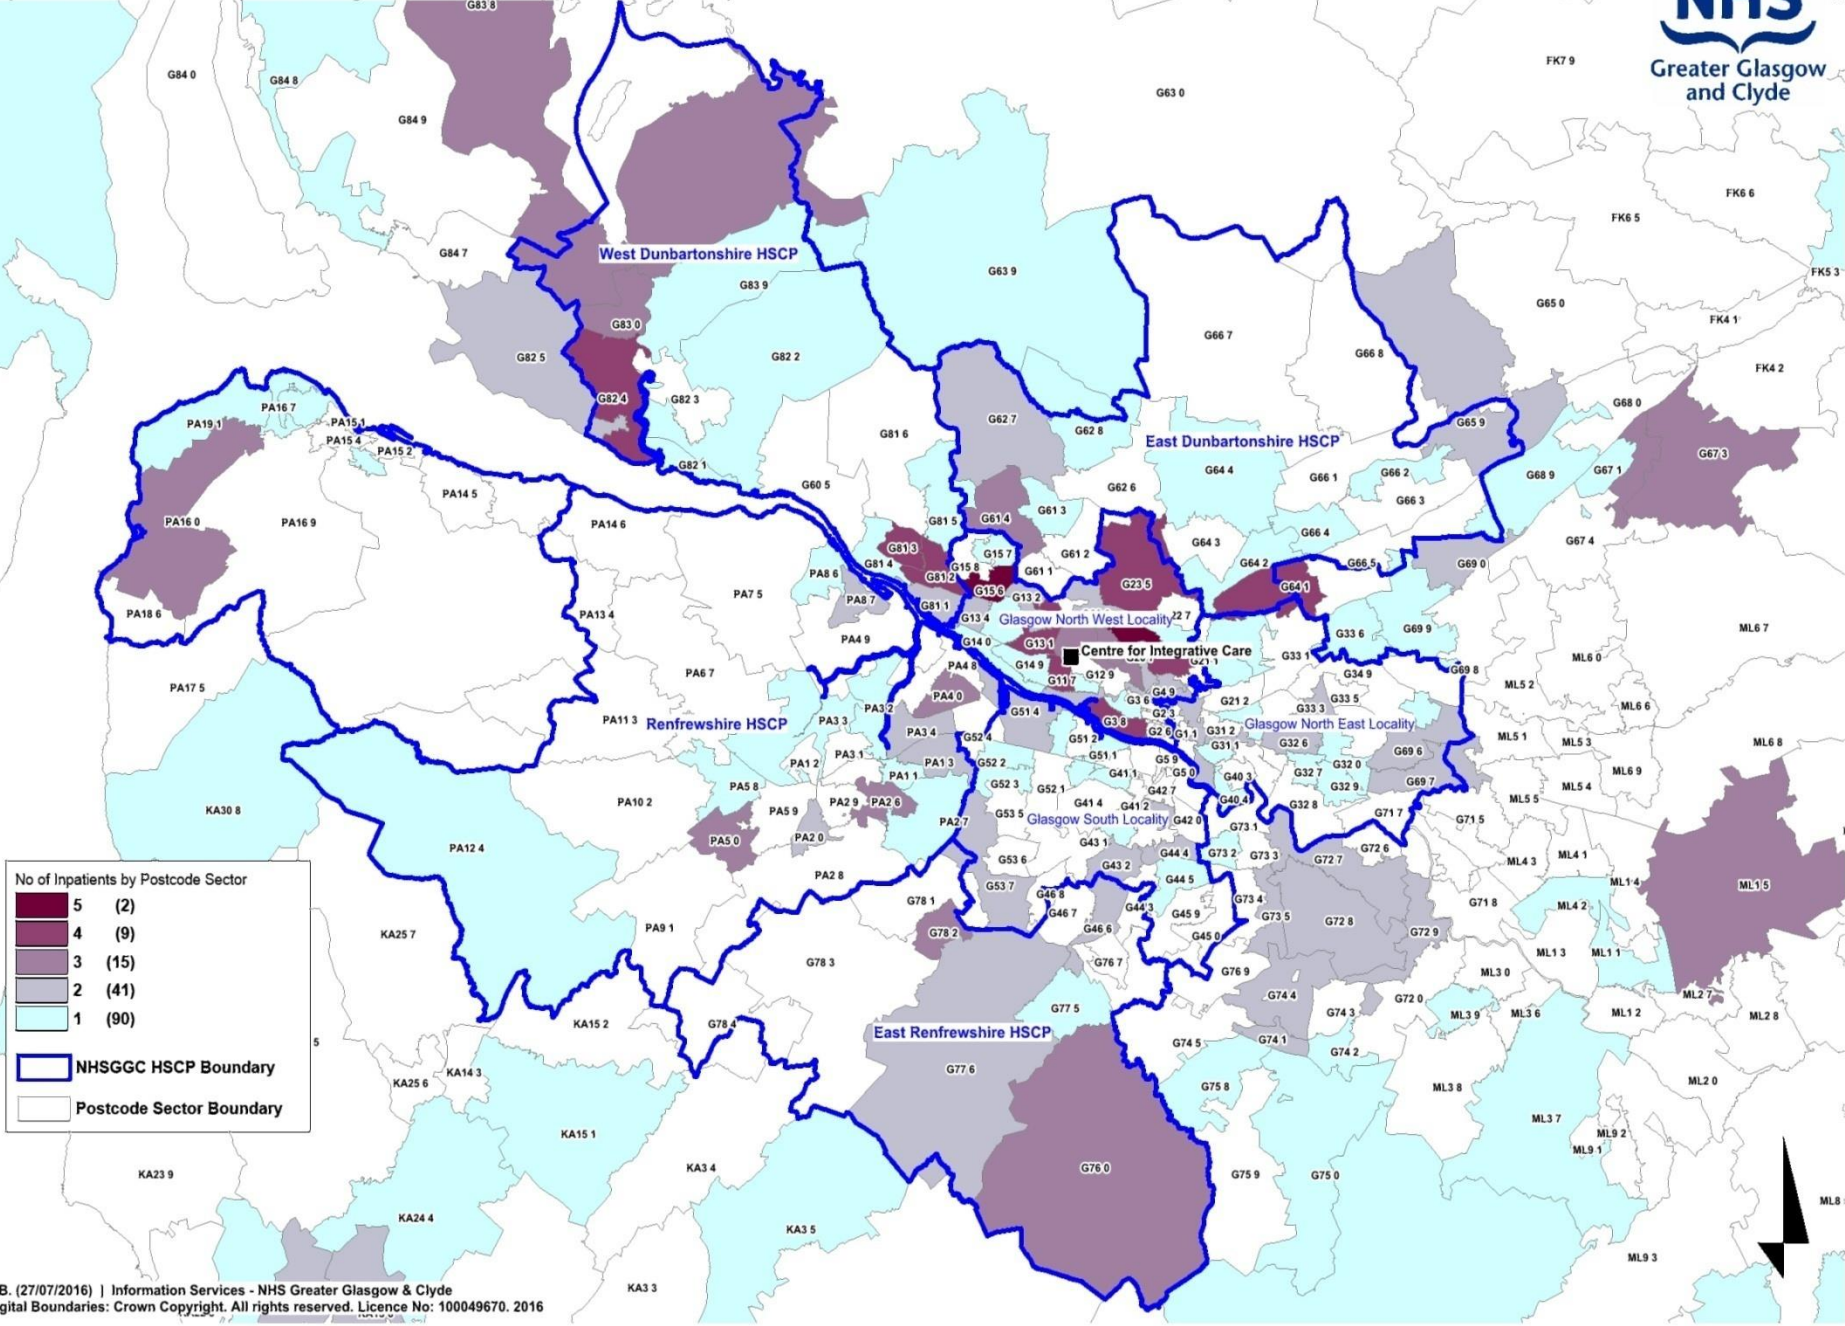 NHS
Greater Glasgow
and Clyde
G83 8
G84 0
G84 8
G84 9
G63 0
FK7 9
FK6 6
FK6 5
FK5 3
G84 7
West Dunbartonshire HSCP
G83 9
G63 9
G65 0
FK4 1
FK4 2
G83 0
G82 5
G82 2
G66 7
G66 8
G82 4
G82 3
PA16 7
PA19 1
PA15 1
PA15 4
PA15 2
G81 6
G62 7
G62 8
East Dunbartonshire HSCP
G65 9
G68 0
G67 3
G82 1
G60 5
G64 4
G66 1
G66 2
G66 3
G68 9
G67 1
G62 6
PA14 5
PA16 0
PA16 9
PA14 6
G81 5
G61 4
G61 3
G66 4
G67 4
G81 3
G15 7
G61 2
G64 3
G64 2
G66 5
G69 0
G81 4
G15 8
G61 1
PA8 6
G81 2
G15 6
G23 5
G64 1
PA7 5
PA8 7
G81 1
G13 2
PA18 6
PA13 4
G13 4
Glasgow North West Locality
22 7
PA4 9
G14 0
G13 1
G33 6
G69 9
ML6 7
Centre for Integrative Care
G33 1
ML6 0
PA4 8
G14 9
G11 7
G12 9
G21 1
G34 9
G69 8
PA6 7
PA17 5
PA4 0
G4 9
G3 6
G21 2
G33 5
G33 3
ML5 2
ML6 6
PA3 2
G51 4
G2 3
PA11 3
Renfrewshire HSCP
PA3 3
G3 8
Glasgow North East Locality
PA3 4
G52 4
G51 2
G2 6
G1 1
G31 2
G31 1
G32 6
G69 6
ML5 1
ML5 3
ML6 8
PA3 1
PA1 2
PA1 3
G52 2
G51 1
G5 9
G5 0
G32 0
G32 7
ML6 9
PA1 1
G41 1
G40 3
G69 7
PA5 8
G52 3
G52 1
G42 7
G32 9
ML5 4
PA10 2
PA2 9
PA2 6
G41 4
G41 2
G40 4
G32 8
ML5 5
KA30 8
PA5 9
G53 5
Glasgow South Locality
G42 0
G73 1
G71 7
G71 5
PA2 7
PA5 0
PA2 0
G43 1
PA12 4
G53 6
G43 2
G44 4
G73 2
G73 3
G72 7
G72 6
ML4 3
ML4 1
PA2 8
G44 5
ML1 4
ML1 5
G53 7
G46 8
G78 1
G46 7
G44 3
G45 9
G73 4
G73 5
G72 8
G71 8
ML4 2
KA25 7
PA9 1
G78 2
G46 6
G45 0
G72 9
ML1 3
ML1 1
G78 3
G76 7
G76 9
ML3 0
G74 4
G72 0
ML2 7
G77 5
G74 3
ML3 9
ML3 6
ML1 2
ML2 8
KA15 2
G78 4
East Renfrewshire HSCP
G74 5
G74 1
G74 2
5
No of Inpatients by Postcode Sector
5 (2)
4 (9)
3 (15)
2 (41)
1 (90)
NHSGGC HSCP Boundary
Postcode Sector Boundary
KA14 3
KA25 6
G77 6
G75 8
ML3 8
ML2 0
KA15 1
ML3 7
ML9 2
ML9 1
KA23 9
KA3 4
G76 0
G75 9
G75 0
ML8
KA24 4
KA3 5
ML9 3
KA3 3
B. (27/07/2016) | Information Services - NHS Greater Glasgow & Clyde
gital Boundaries: Crown Copyright. All rights reserved. Licence No: 100049670. 2016